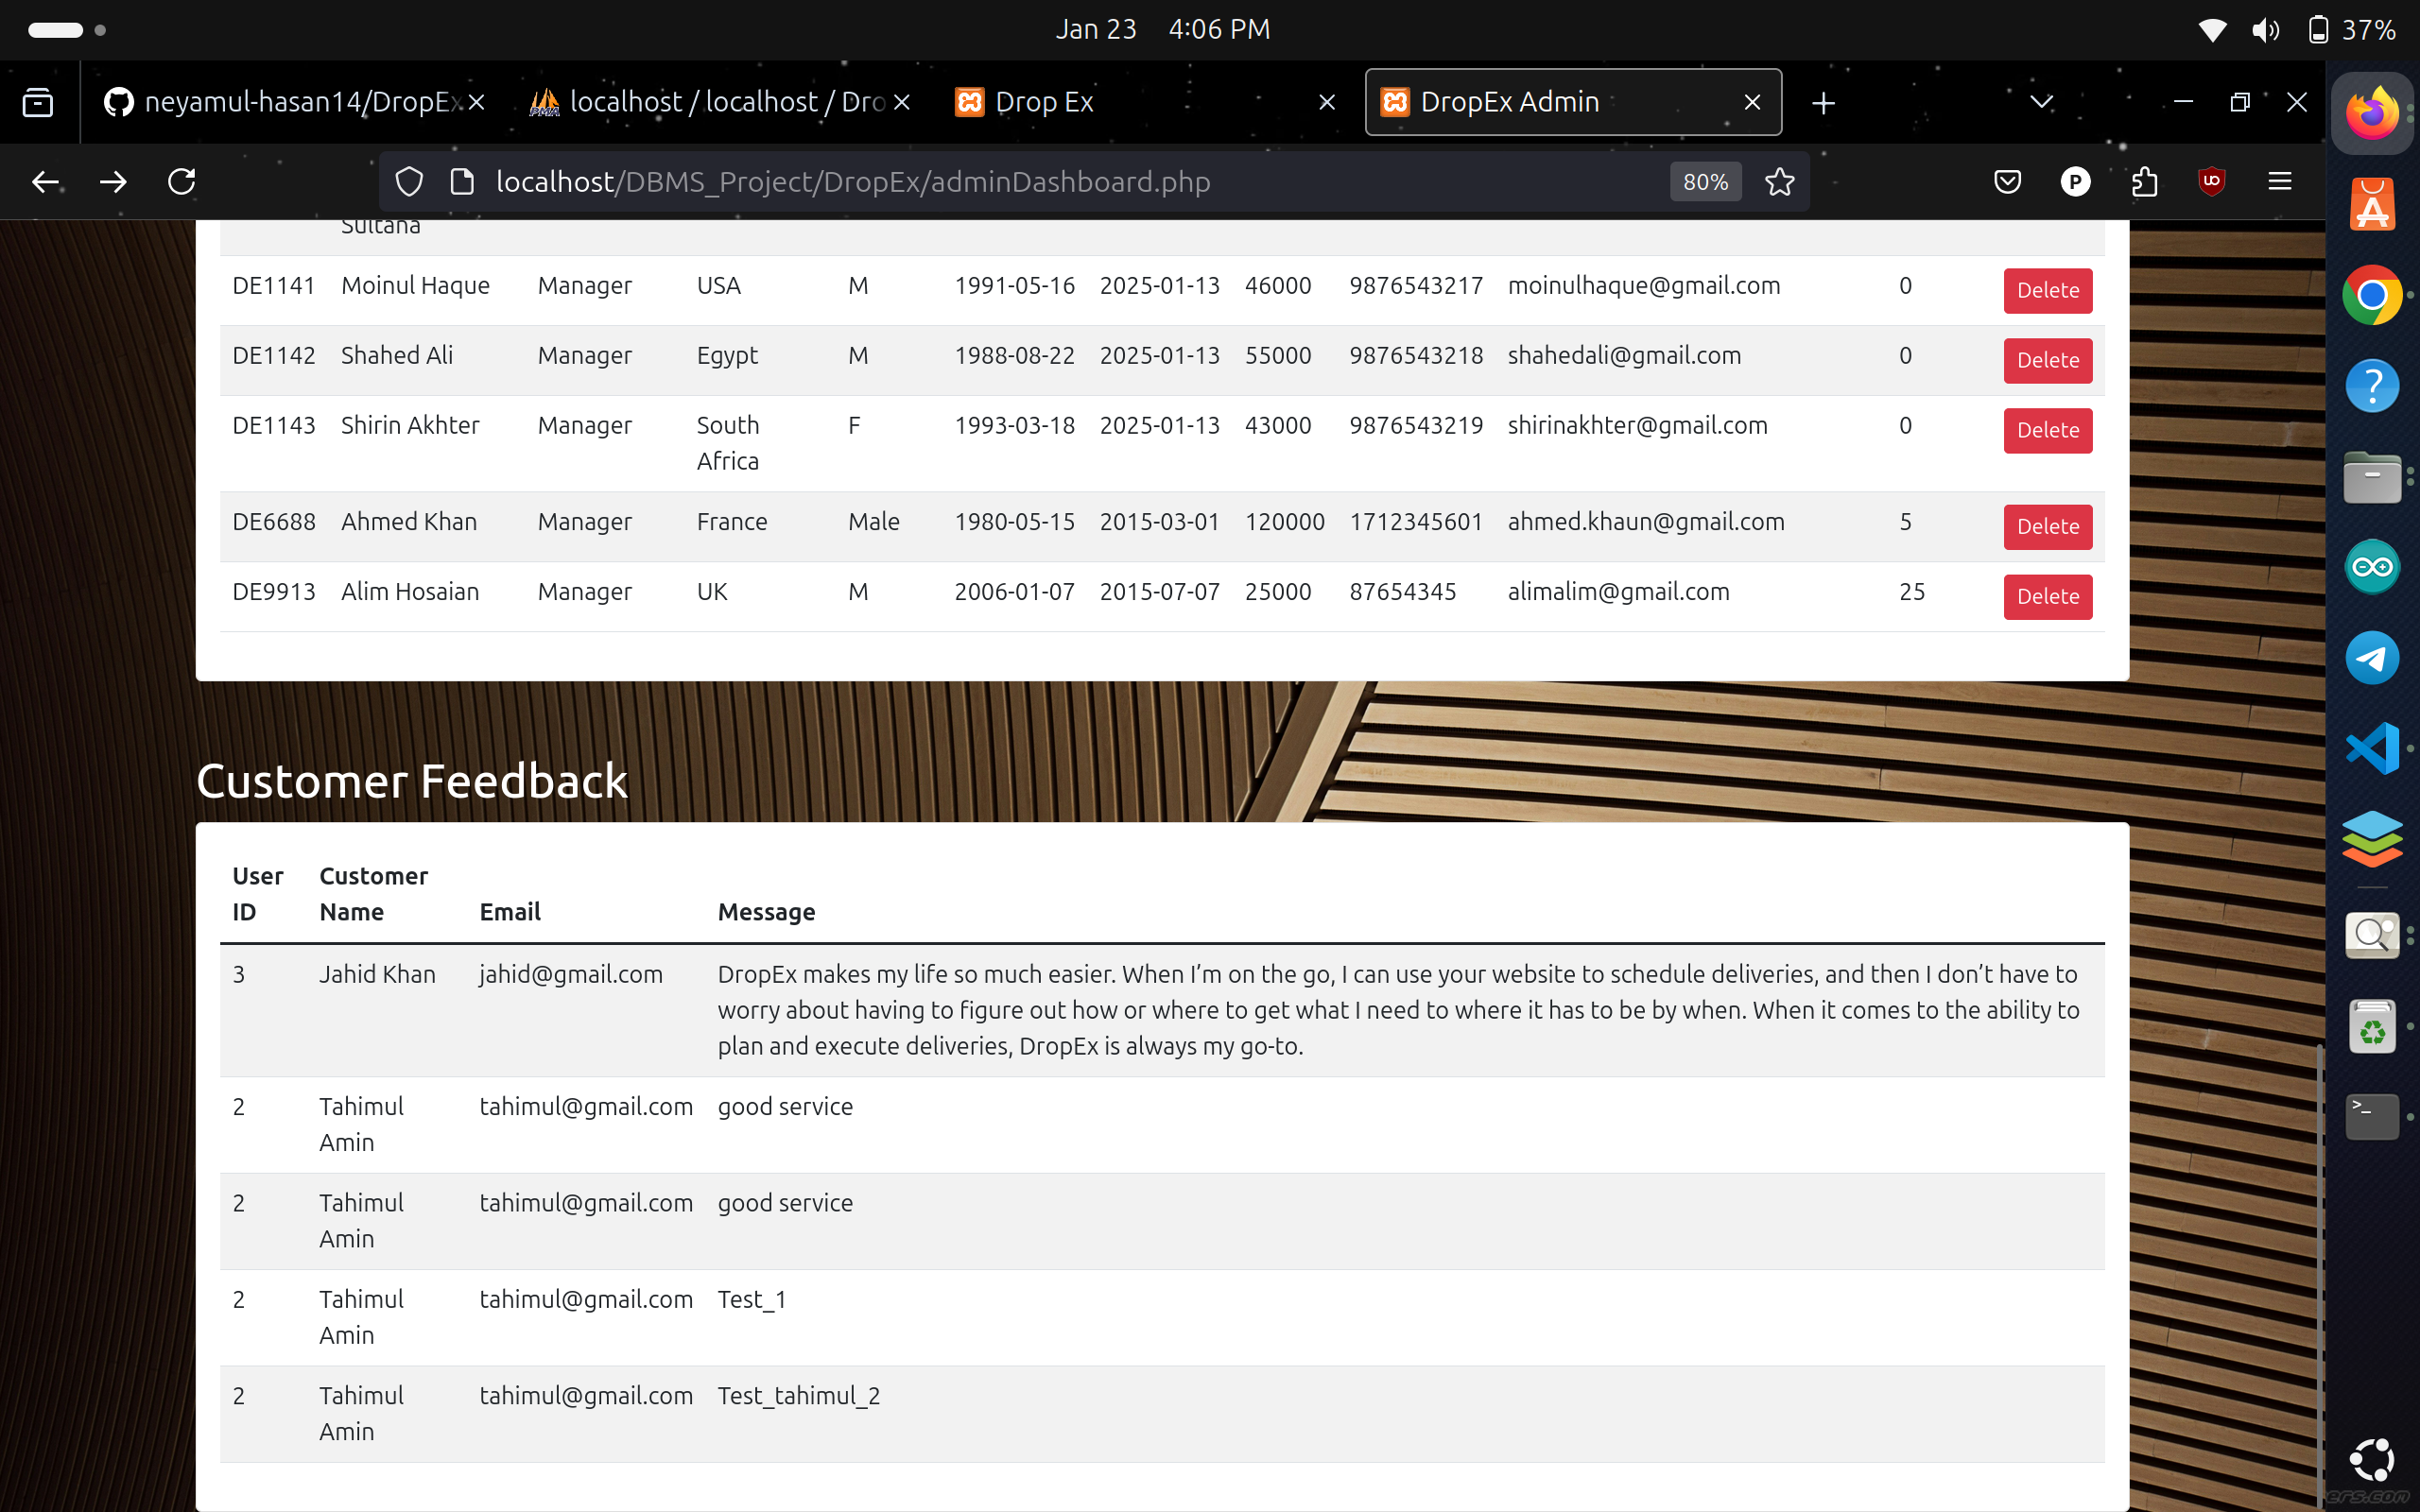 Jan 23 4:06 PM
37%
neyamul-hasan14/DropEx
localhost / localhost / Dro
Drop Ex
DropEx Admin
localhost/DBMS_Project/DropEx/adminDashboard.php
80%
Sultana
DE1141 Moinul Haque Manager USA M 1991-05-16 2025-01-13 46000 9876543217 moinulhaque@gmail.com 0 Delete
DE1142 Shahed Ali Manager Egypt M 1988-08-22 2025-01-13 55000 9876543218 shahedali@gmail.com 0 Delete
DE1143 Shirin Akhter Manager South F 1993-03-18 2025-01-13 43000 9876543219 shirinakhter@gmail.com 0 Delete
Africa
DE6688 Ahmed Khan Manager France Male 1980-05-15 2015-03-01 120000 1712345601 ahmed.khaun@gmail.com 5 Delete
DE9913 Alim Hosaian Manager UK M 2006-01-07 2015-07-07 25000 87654345 alimalim@gmail.com 25 Delete
Customer Feedback
User Customer
ID Name Email Message
3 Jahid Khan jahid@gmail.com DropEx makes my life so much easier. When I’m on the go, I can use your website to schedule deliveries, and then I don’t have to
worry about having to figure out how or where to get what I need to where it has to be by when. When it comes to the ability to
plan and execute deliveries, DropEx is always my go-to.
2 Tahimul tahimul@gmail.com good service
Amin
2 Tahimul tahimul@gmail.com good service
Amin
2 Tahimul tahimul@gmail.com Test_1
Amin
2 Tahimul tahimul@gmail.com Test_tahimul_2
Amin